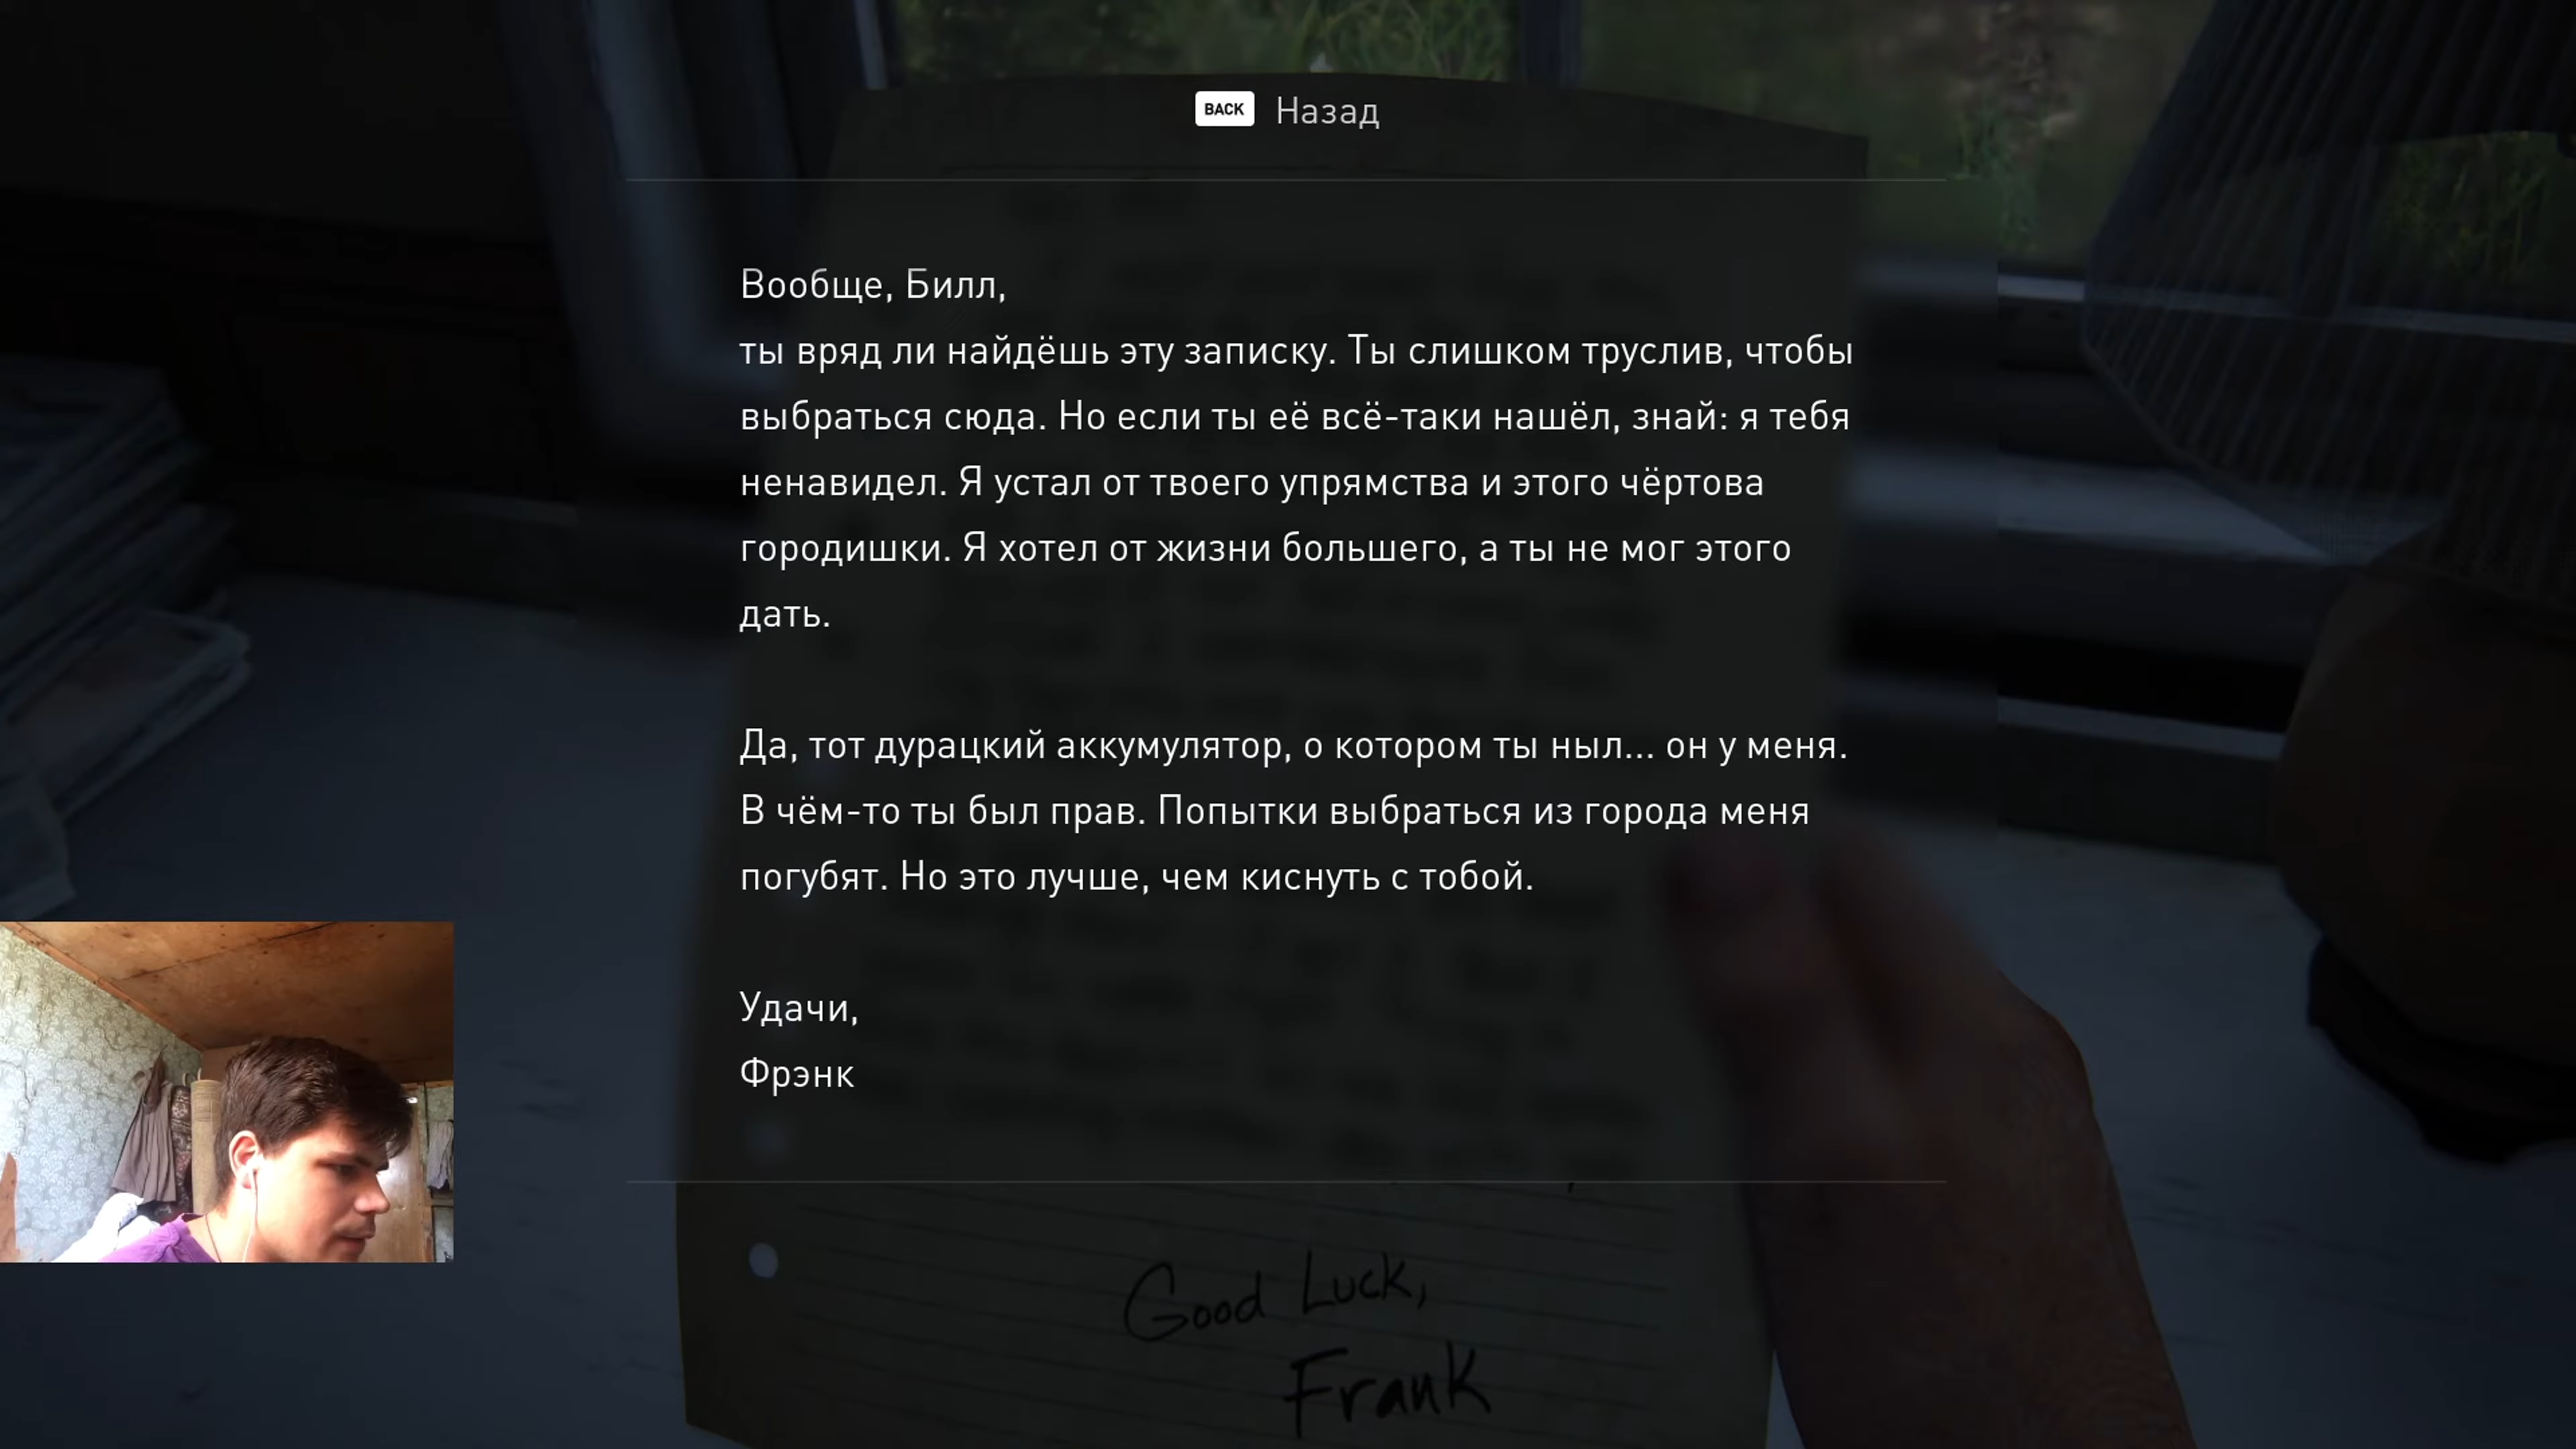 BACK Назад
Вообще, Билл,
ты вряд ли найдёшь эту записку. Ты слишком труслив, чтобы
выбраться сюда. Но если ты её всё-таки нашёл, знай: я тебя
ненавидел. Я устал от твоего упрямства и этого чёртова
городишки. Я хотел от жизни большего, а ты не мог этого
дать.
Да, тот дурацкий аккумулятор, о котором ты ныл... он у меня.
В чём-то ты был прав. Попытки выбраться из города меня
погубят. Но это лучше, чем киснуть с тобой.
Удачи,
Фрэнк
Good Luck,
Frank